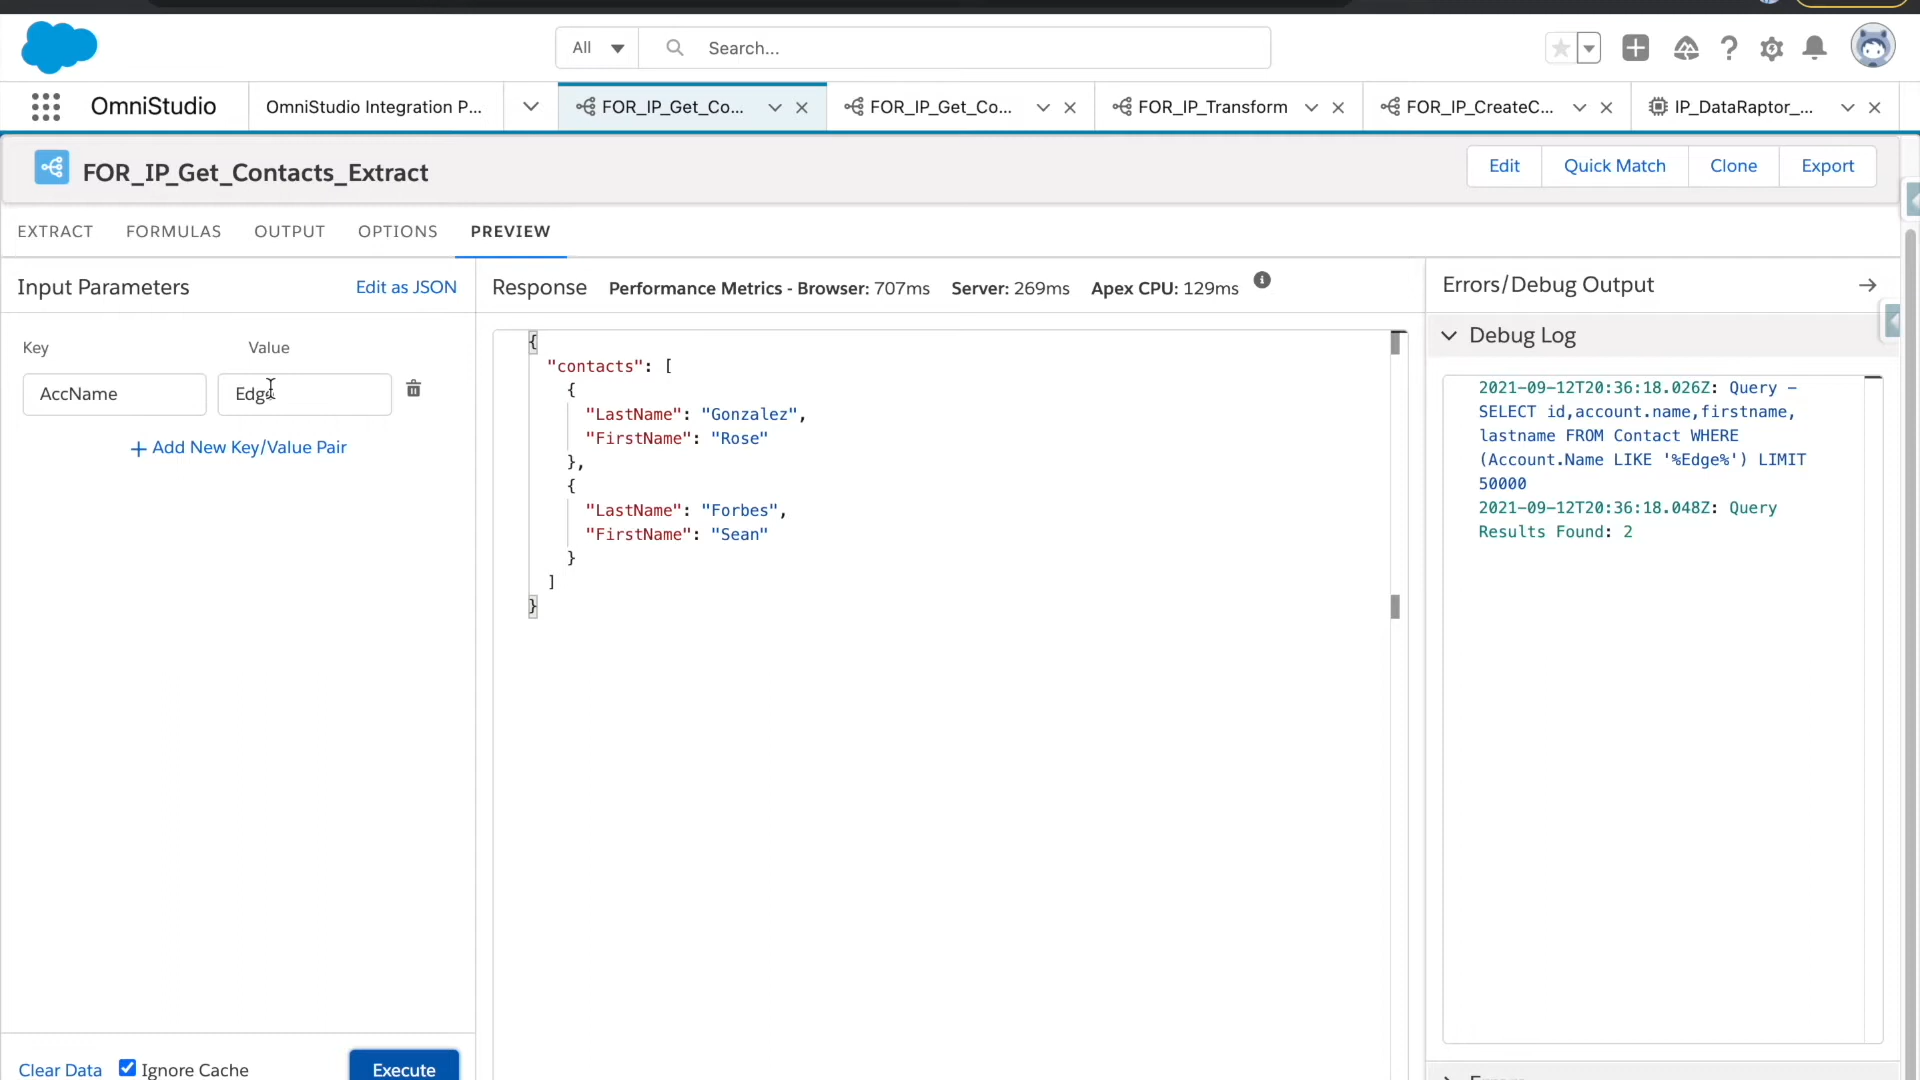 All
Search...
OmniStudio
OmniStudio Integration P...
FOR_IP_Get_Co...
FOR_IP_Get_Co...
FOR_IP_Transform
FOR_IP_CreateC...
IP_DataRaptor_...
FOR_IP_Get_Contacts_Extract
Edit
Quick Match
Clone
Export
EXTRACT
FORMULAS
OUTPUT
OPTIONS
PREVIEW
Input Parameters
Edit as JSON
Key
Value
AccName
Edge
+ Add New Key/Value Pair
Clear Data
Ignore Cache
Execute
Response
Performance Metrics - Browser: 707ms Server: 269ms Apex CPU: 129ms
{
"contacts": [
{
"LastName": "Gonzalez",
"FirstName": "Rose"
},
{
"LastName": "Forbes",
"FirstName": "Sean"
}
]
}
Errors/Debug Output
Debug Log
2021-09-12T20:36:18.026Z: Query -
SELECT id,account.name,firstname,
lastname FROM Contact WHERE
(Account.Name LIKE '%Edge%') LIMIT
50000
2021-09-12T20:36:18.048Z: Query
Results Found: 2